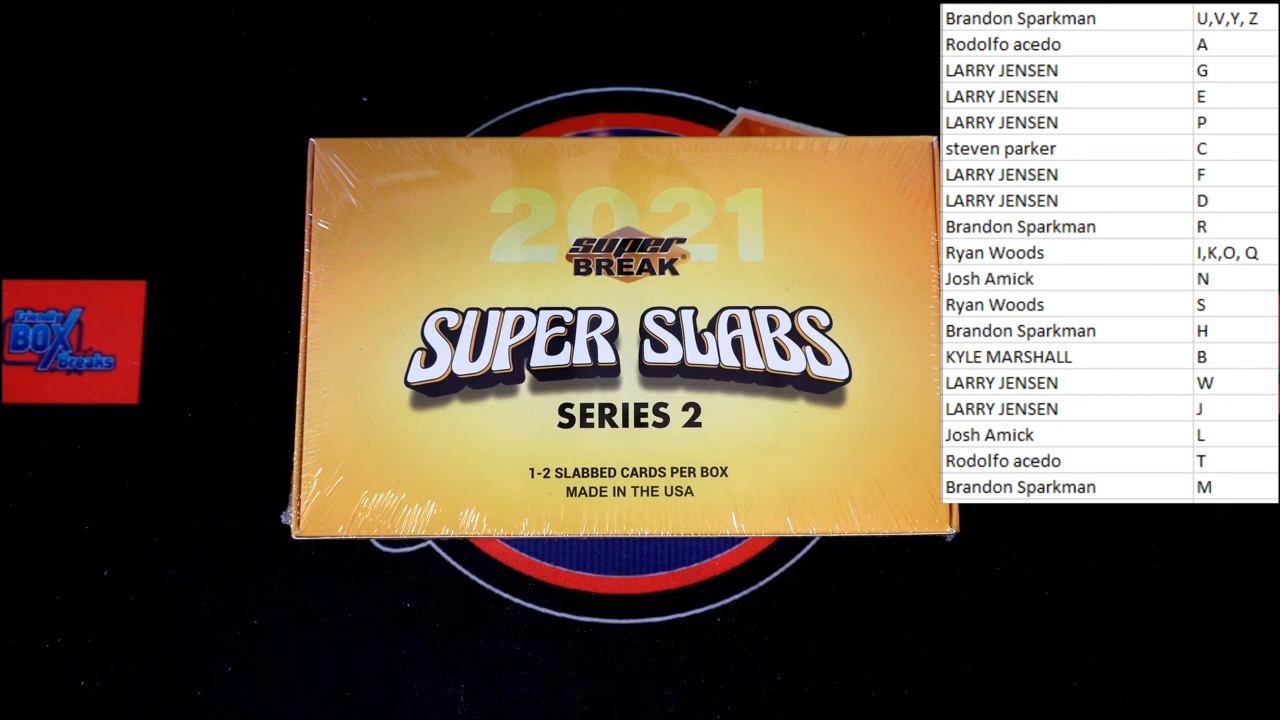 Brandon Sparkman U,V,Y, Z
Rodolfo acedo A
LARRY JENSEN G
LARRY JENSEN E
LARRY JENSEN P
steven parker C
LARRY JENSEN F
LARRY JENSEN D
Brandon Sparkman R
Ryan Woods I,K,O, Q
Josh Amick N
Ryan Woods S
Brandon Sparkman H
KYLE MARSHALL B
LARRY JENSEN W
LARRY JENSEN J
Josh Amick L
Rodolfo acedo T
Brandon Sparkman M
2021
super
BREAK
SUPER SLABS
SERIES 2
1-2 SLABBED CARDS PER BOX
MADE IN THE USA
Friendly
BOX
Breaks